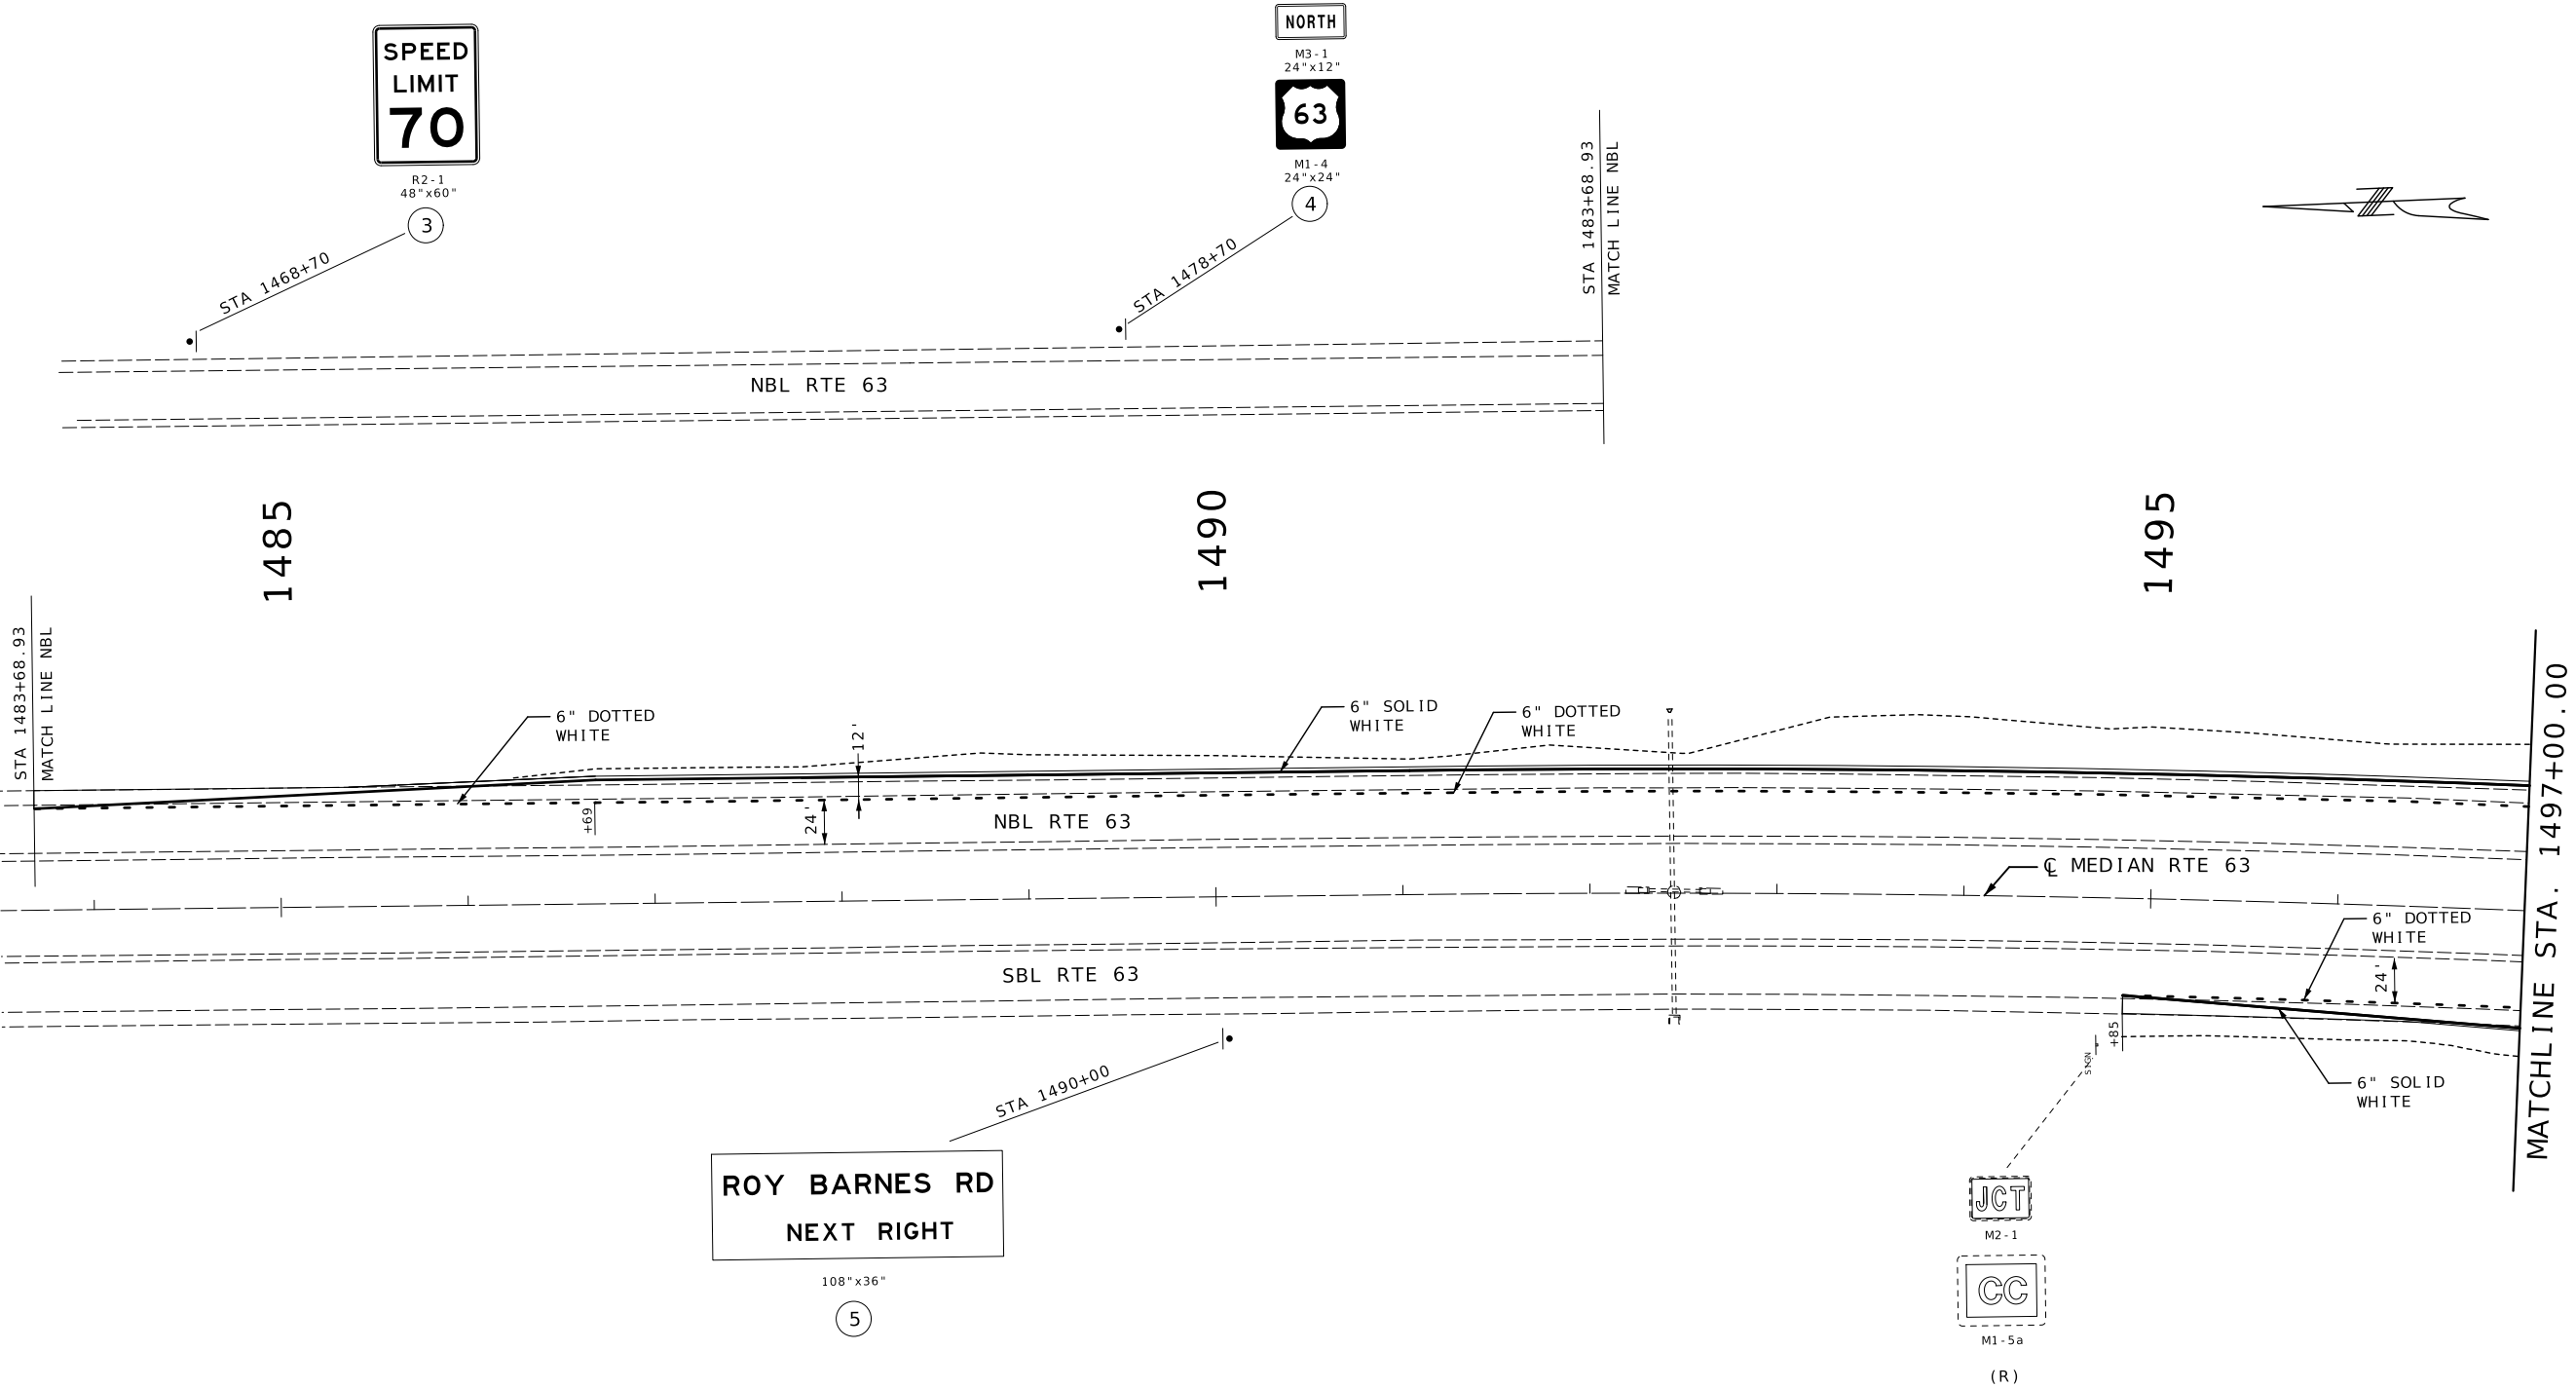 SPEED
LIMIT
70
R2-1
48"x60"
3
STA 1468+70
NORTH
M3-1
24"x12"
63
M1-4
24"x24"
4
STA 1478+70
STA 1483+68.93
MATCH LINE NBL
NBL RTE 63
1485
1490
1495
STA 1483+68.93
MATCH LINE NBL
6" DOTTED
WHITE
12'
6" SOLID
WHITE
6" DOTTED
WHITE
+69
24'
NBL RTE 63
℄ MEDIAN RTE 63
6" DOTTED
WHITE
24'
SBL RTE 63
+85
SIGN
6" SOLID
WHITE
MATCHLINE STA. 1497+00.00
STA 1490+00
ROY BARNES RD
NEXT RIGHT
108"x36"
5
JCT
M2-1
CC
M1-5a
(R)